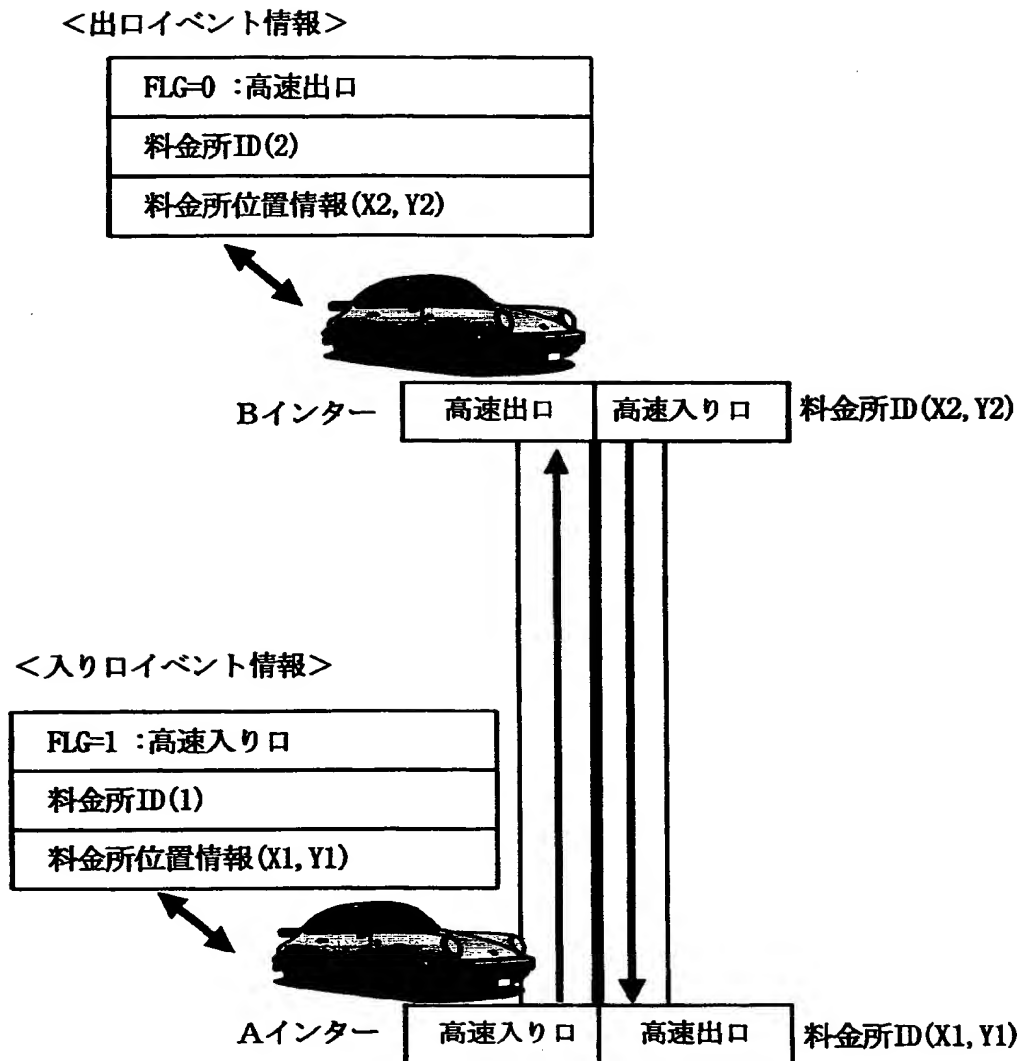 ＜出口イベント情報＞
FLG=0 :高速出口
料金所ID(2)
料金所位置情報(X2,Y2)
Bインター 高速出口 高速入り口 料金所ID(X2,Y2)
＜入り口イベント情報＞
FLG=1 :高速入り口
料金所ID(1)
料金所位置情報(X1,Y1)
Aインター 高速入り口 高速出口 料金所ID(X1,Y1)